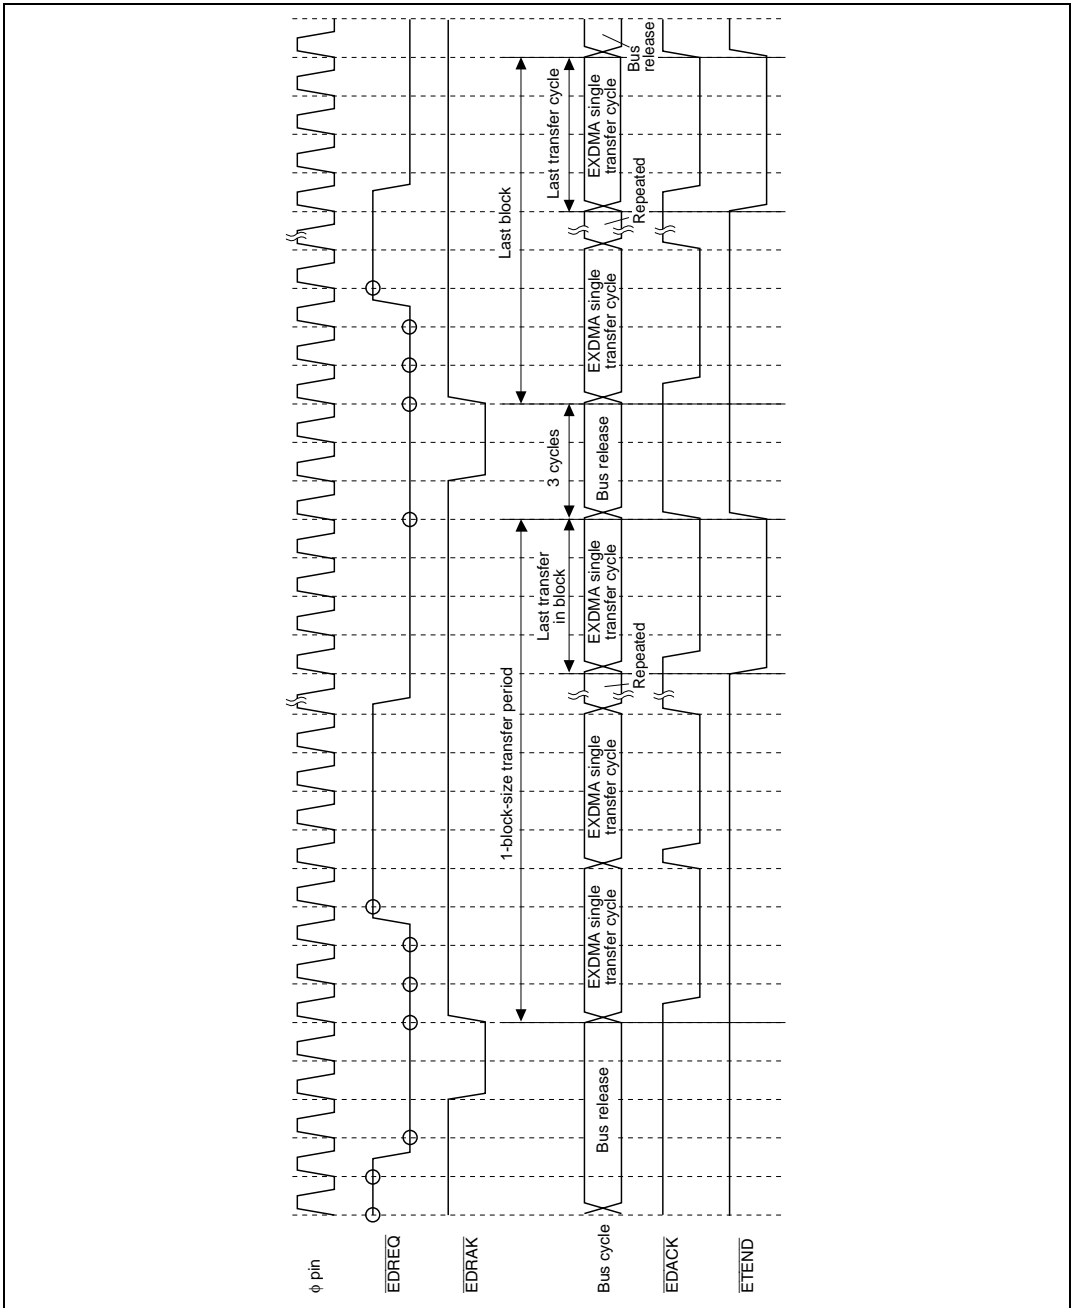 φ pin
EDREQ
EDRAK
1-block-size transfer period
Last block
Last transfer
in block
3 cycles
Last transfer cycle
Bus cycle
Bus release
EXDMA single
transfer cycle
EXDMA single
transfer cycle
Repeated
EXDMA single
transfer cycle
Bus release
EXDMA single
transfer cycle
Repeated
EXDMA single
transfer cycle
Bus
release
EDACK
ETEND